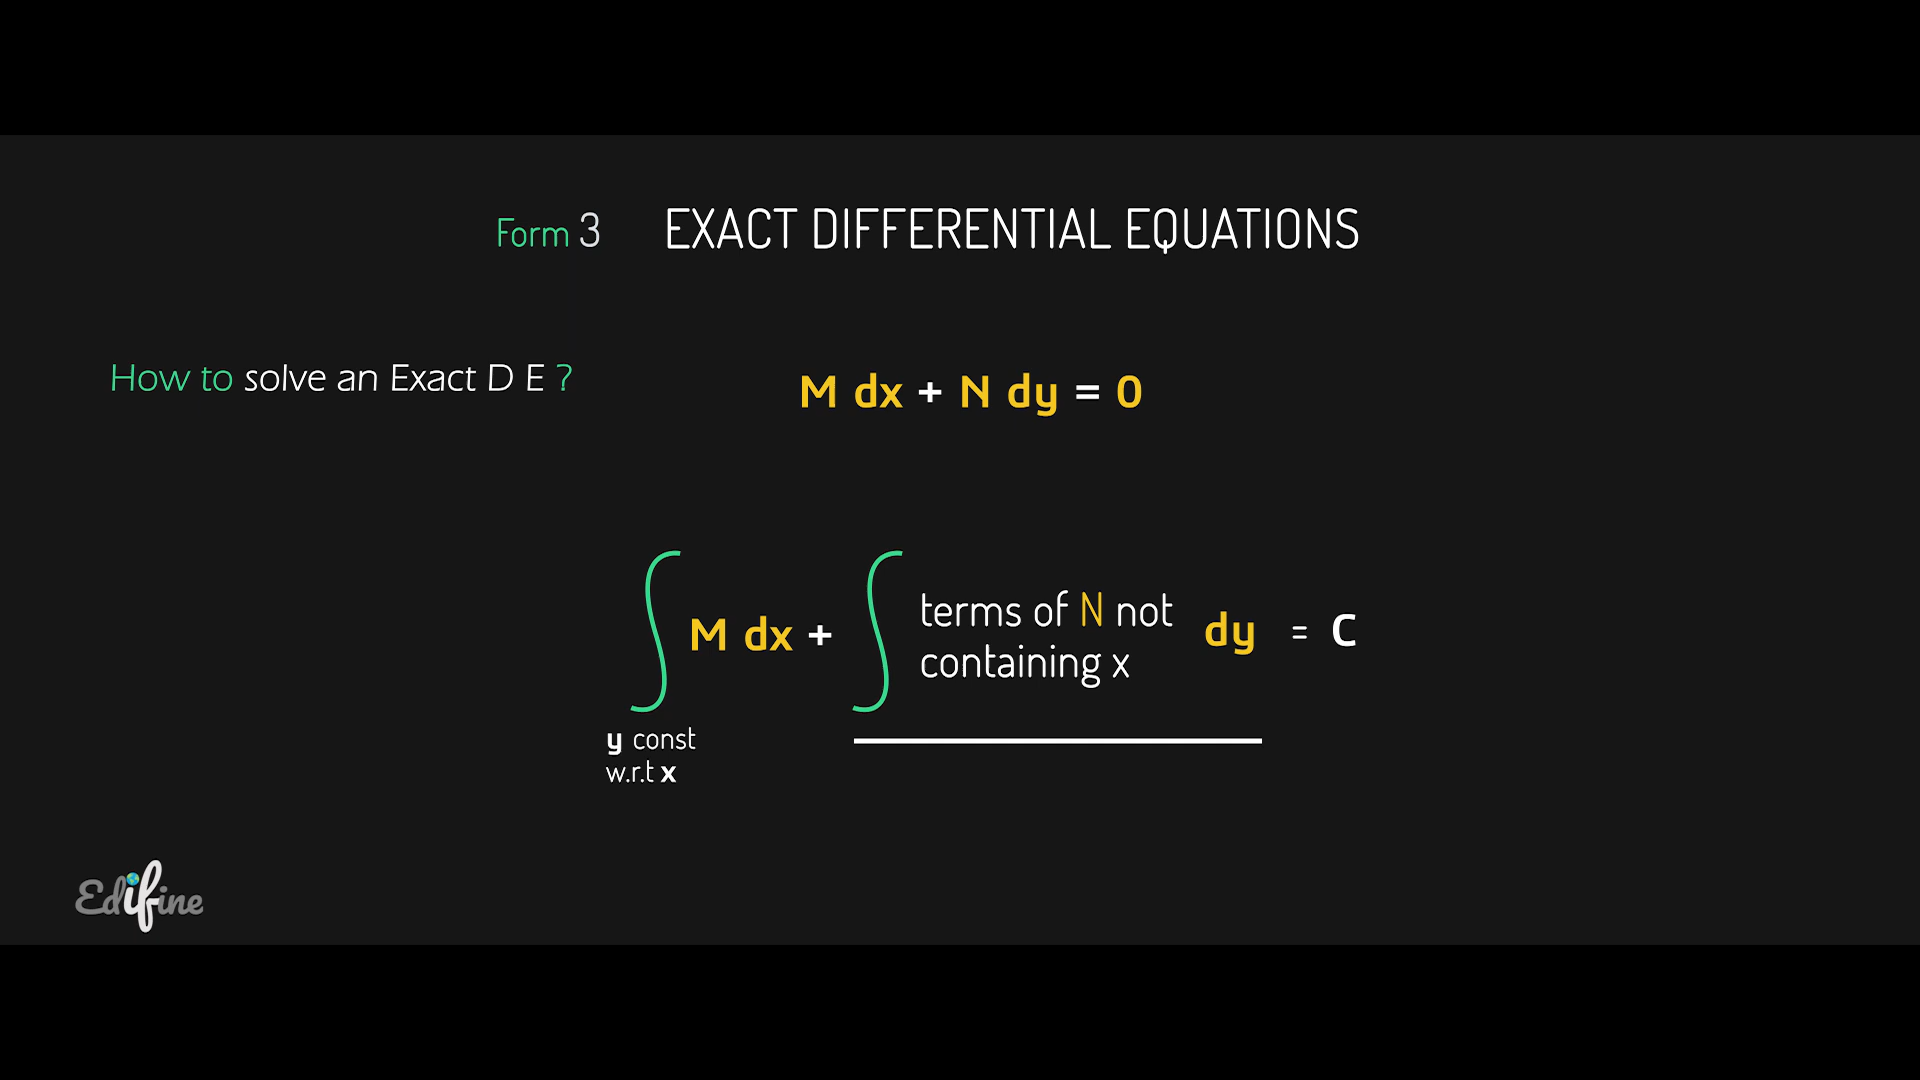 Form 3 EXACT DIFFERENTIAL EQUATIONS
How to solve an Exact D E ?
M dx + N dy = 0
∫ M dx + ∫ terms of N not containing x dy = C
y const
w.r.t x
Edifine